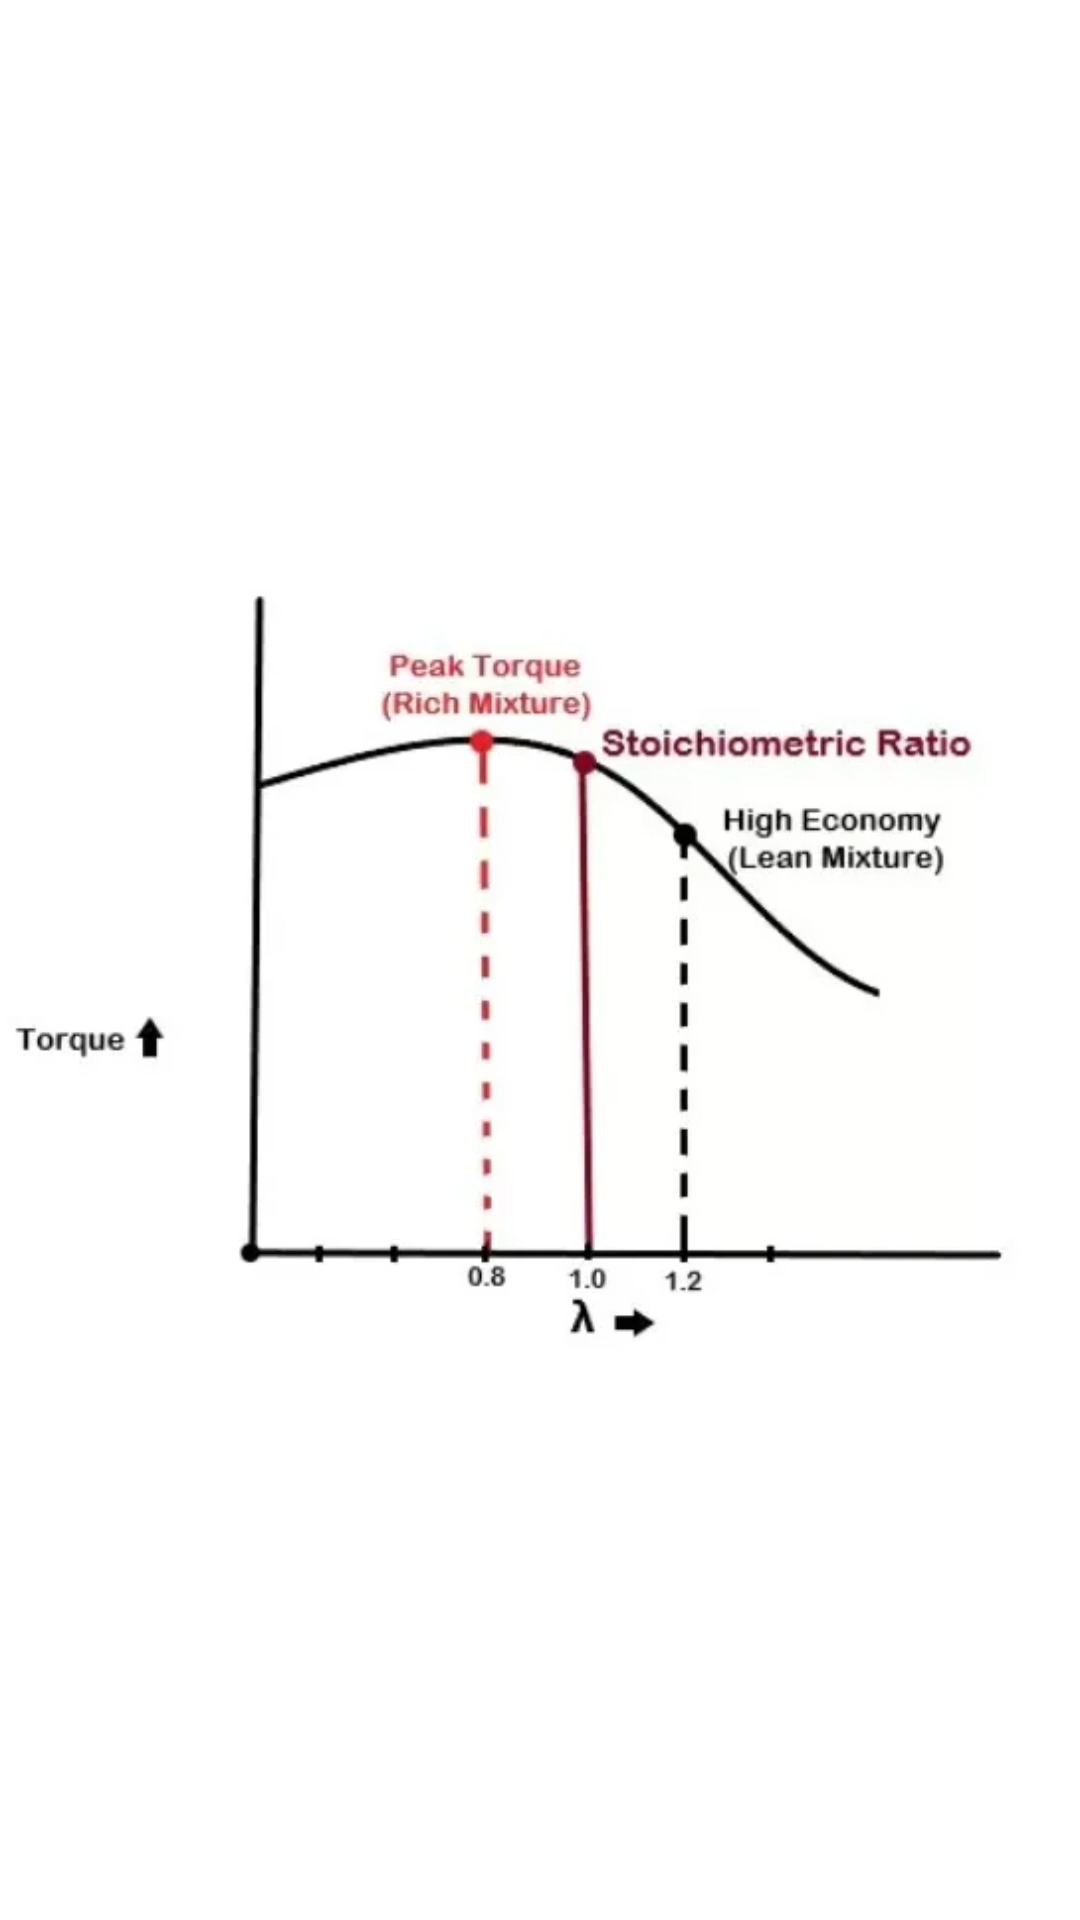 Peak Torque
(Rich Mixture)
Stoichiometric Ratio
High Economy
(Lean Mixture)
Torque
0.8
1.0
1.2
λ